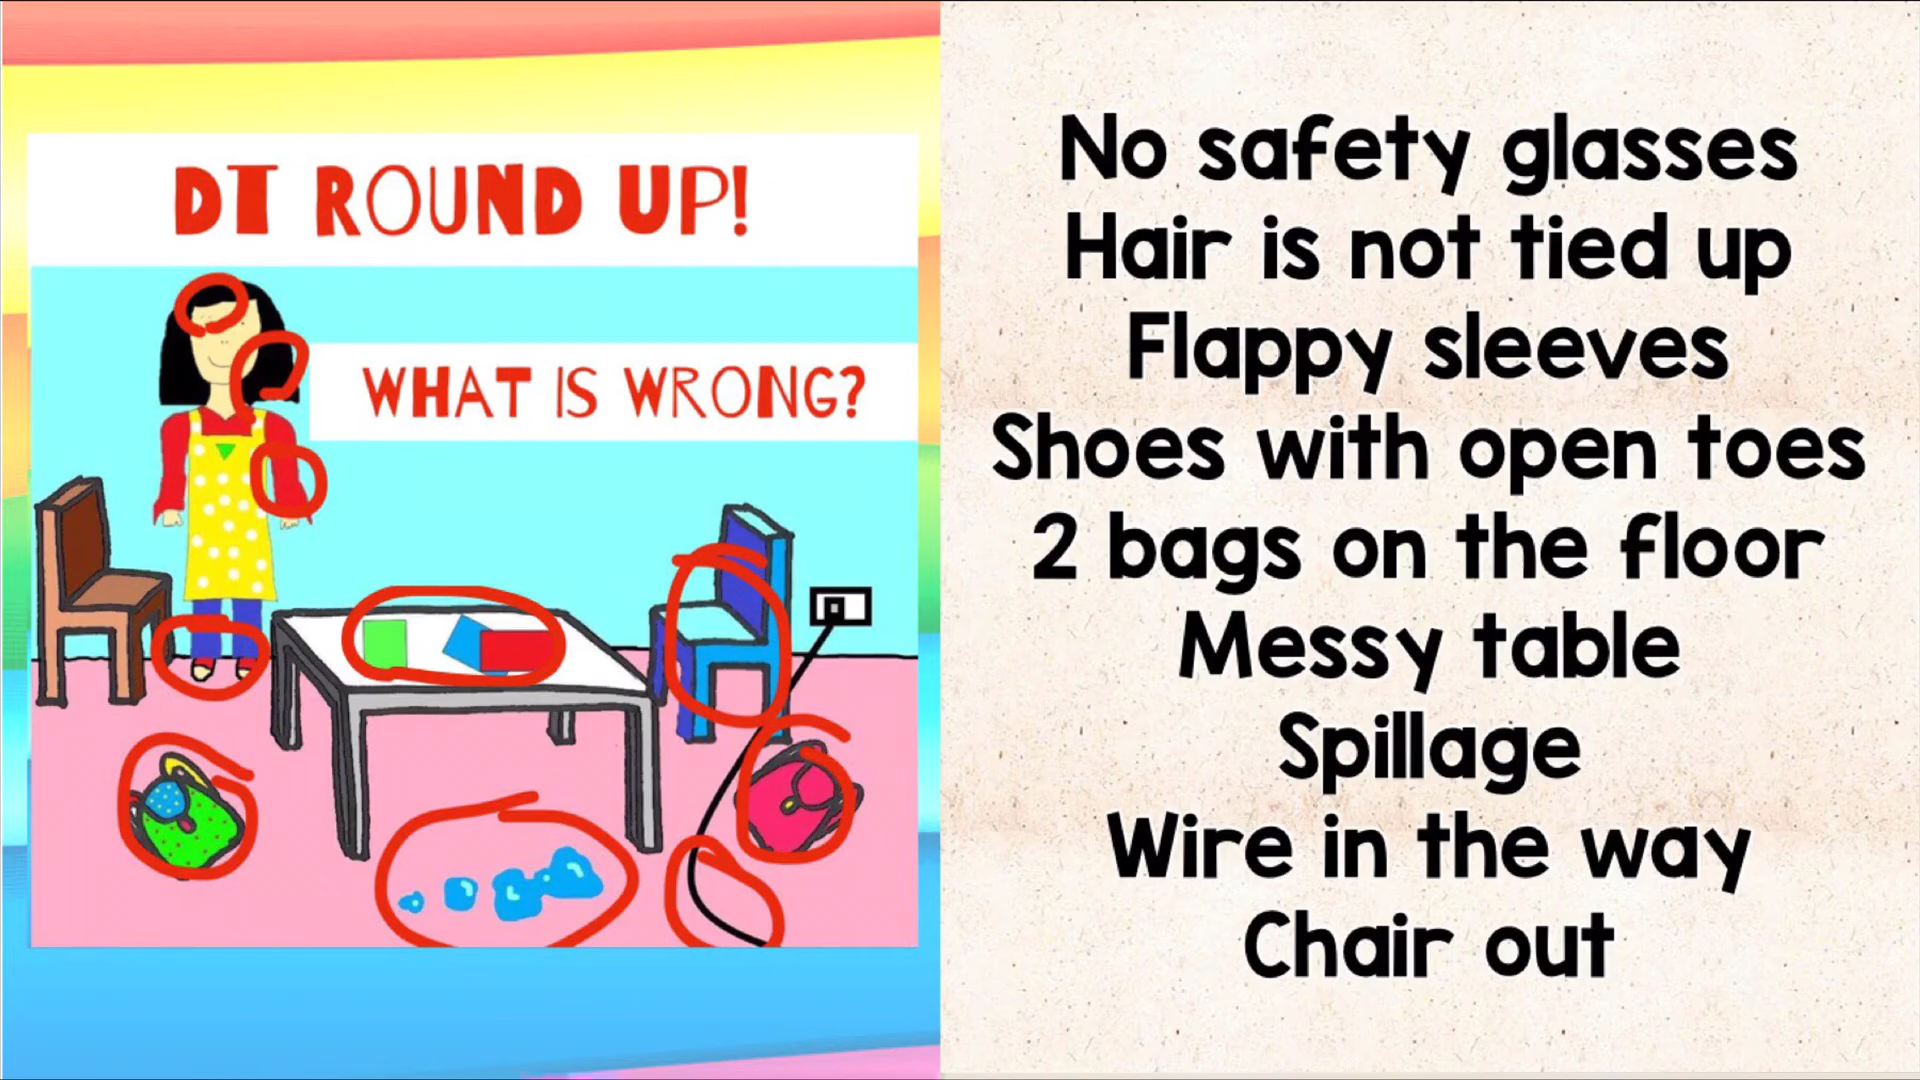 DT ROUND UP!
WHAT IS WRONG?
No safety glasses
Hair is not tied up
Flappy sleeves
Shoes with open toes
2 bags on the floor
Messy table
Spillage
Wire in the way
Chair out